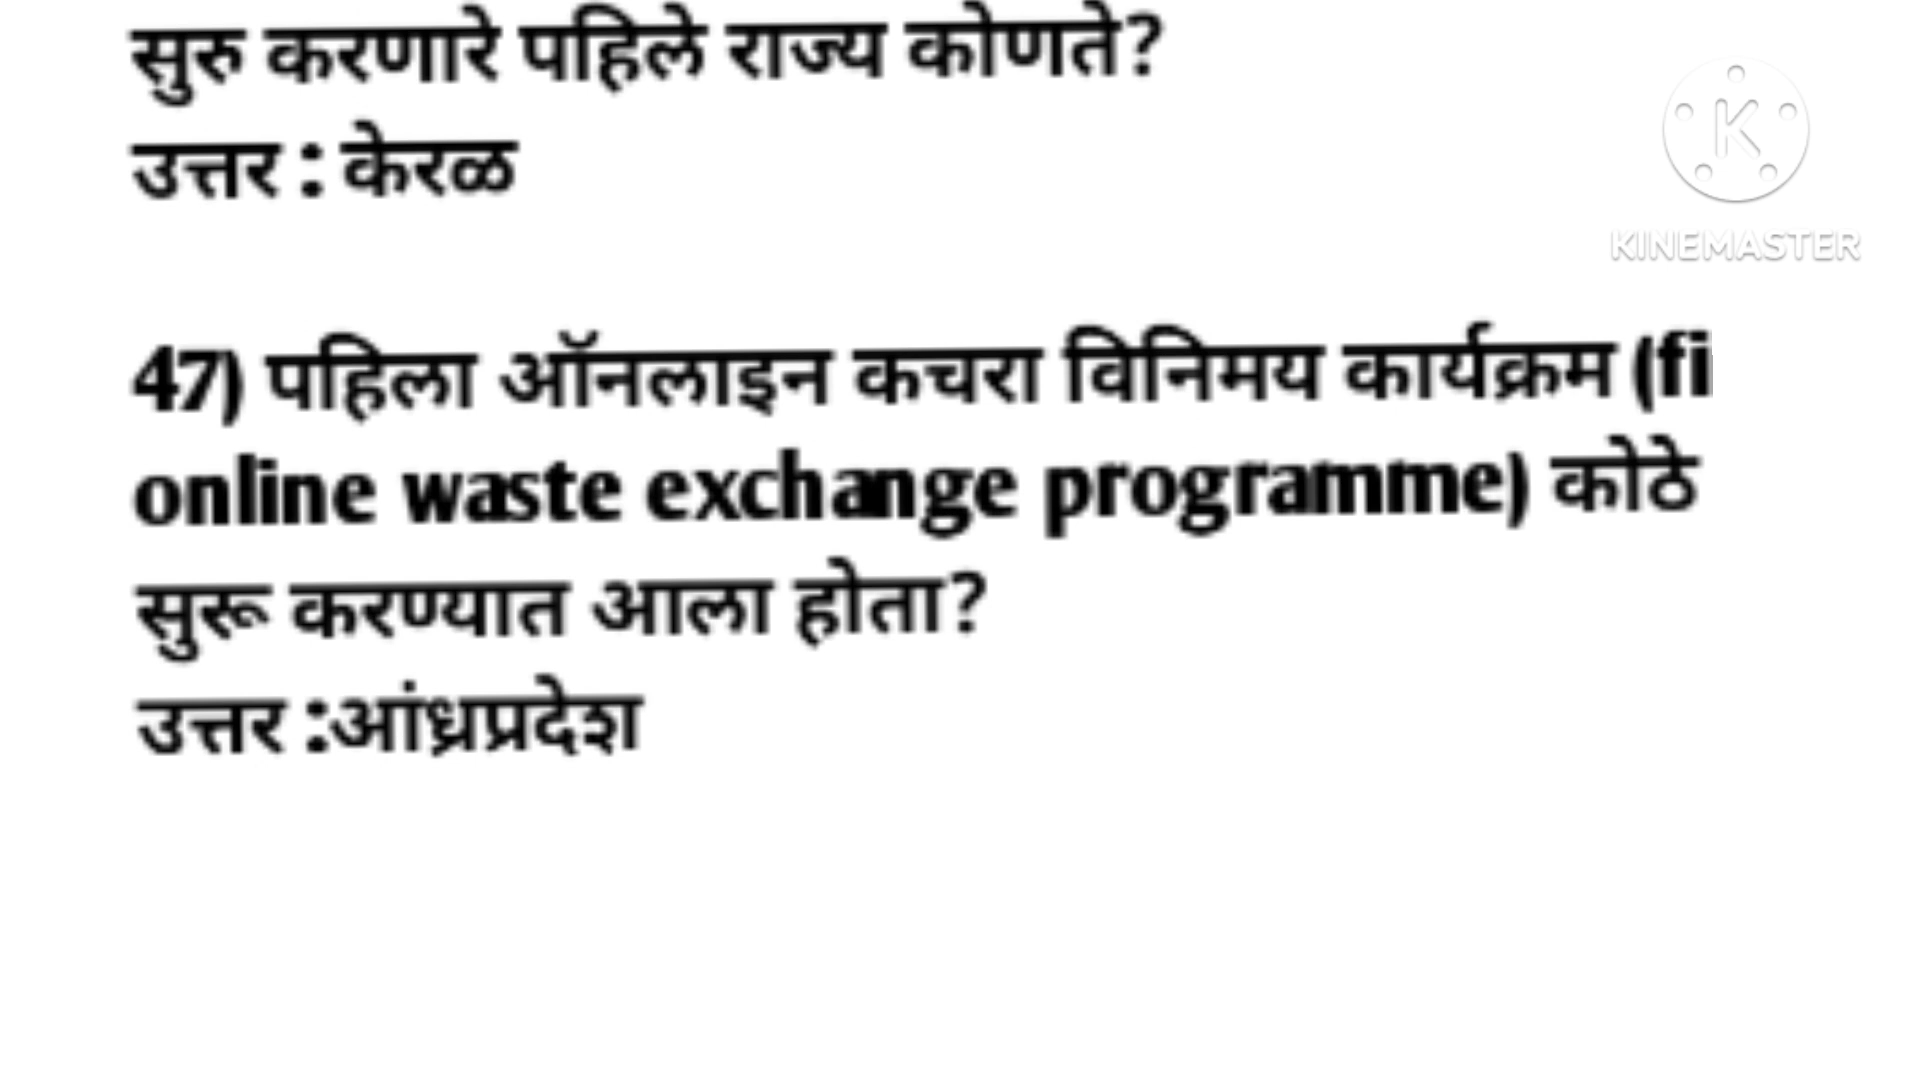 सुरु करणारे पहिले राज्य कोणते?
उत्तर : केरळ
KINEMASTER
47) पहिला ऑनलाइन कचरा विनिमय कार्यक्रम (fi
online waste exchange programme) कोठे
सुरू करण्यात आला होता?
उत्तर :आंध्रप्रदेश